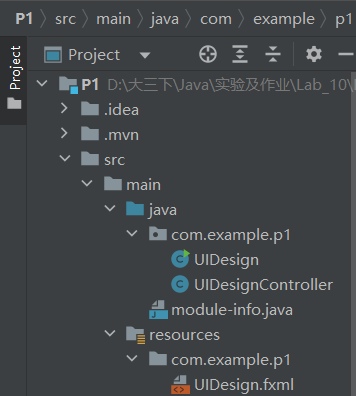 P1 〉 src 〉 main 〉 java 〉 com 〉 example 〉 p1
Project
Project
P1 D:\大三下\Java\实验及作业\Lab_10\
.idea
.mvn
src
main
java
com.example.p1
UIDesign
UIDesignController
module-info.java
resources
com.example.p1
UIDesign.fxml